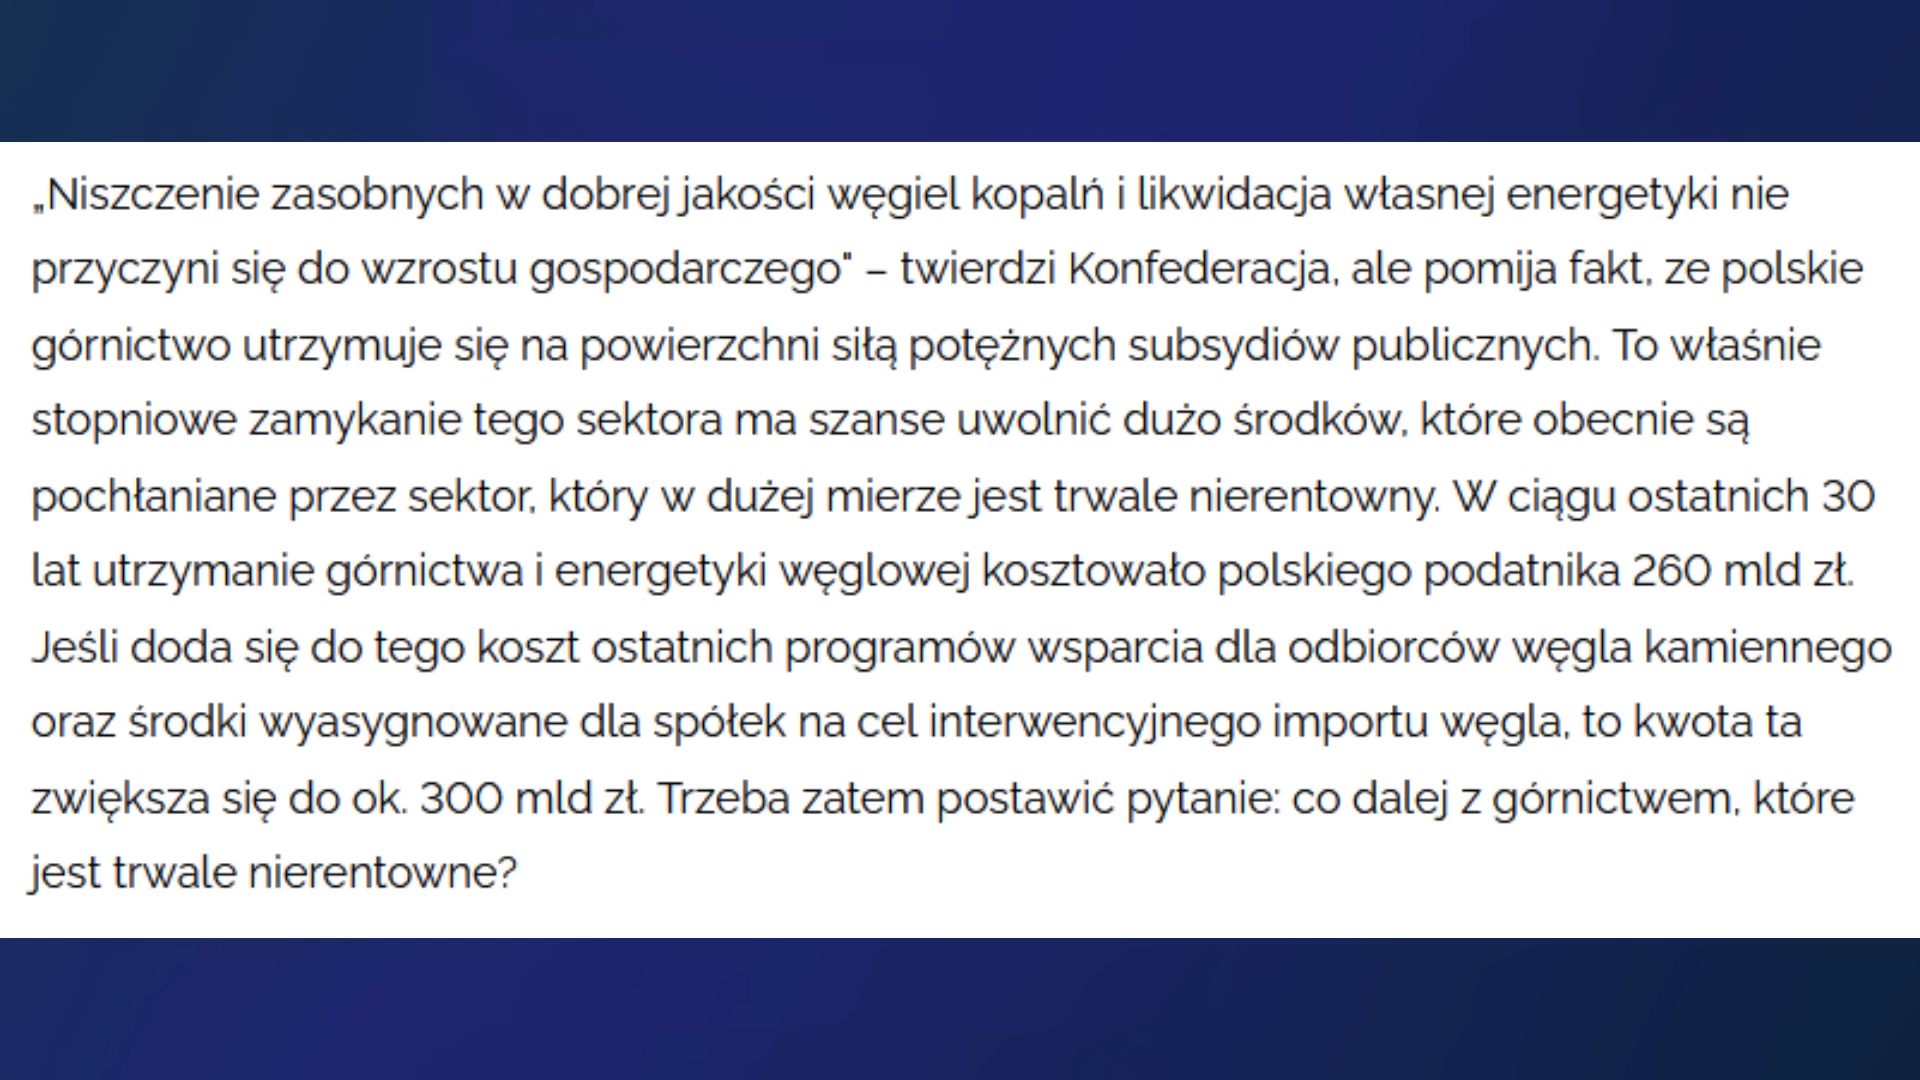 „Niszczenie zasobnych w dobrej jakości węgiel kopalń i likwidacja własnej energetyki nie
przyczyni się do wzrostu gospodarczego" – twierdzi Konfederacja, ale pomija fakt, ze polskie
górnictwo utrzymuje się na powierzchni siłą potężnych subsydiów publicznych. To właśnie
stopniowe zamykanie tego sektora ma szanse uwolnić dużo środków, które obecnie są
pochłaniane przez sektor, który w dużej mierze jest trwale nierentowny. W ciągu ostatnich 30
lat utrzymanie górnictwa i energetyki węglowej kosztowało polskiego podatnika 260 mld zł.
Jeśli doda się do tego koszt ostatnich programów wsparcia dla odbiorców węgla kamiennego
oraz środki wyasygnowane dla spółek na cel interwencyjnego importu węgla, to kwota ta
zwiększa się do ok. 300 mld zł. Trzeba zatem postawić pytanie: co dalej z górnictwem, które
jest trwale nierentowne?